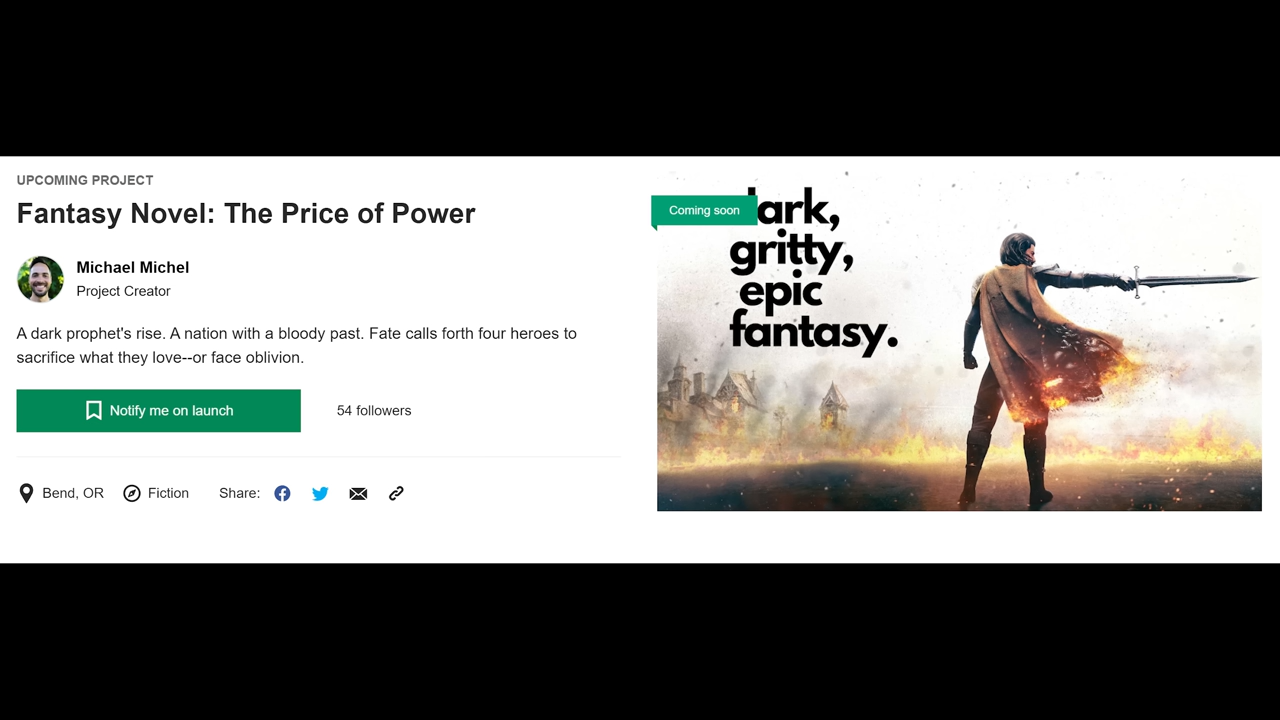 UPCOMING PROJECT
Fantasy Novel: The Price of Power
Michael Michel
Project Creator
A dark prophet's rise. A nation with a bloody past. Fate calls forth four heroes to
sacrifice what they love--or face oblivion.
Notify me on launch
54 followers
Bend, OR
Fiction
Share:
Coming soon
dark,
gritty,
epic
fantasy.